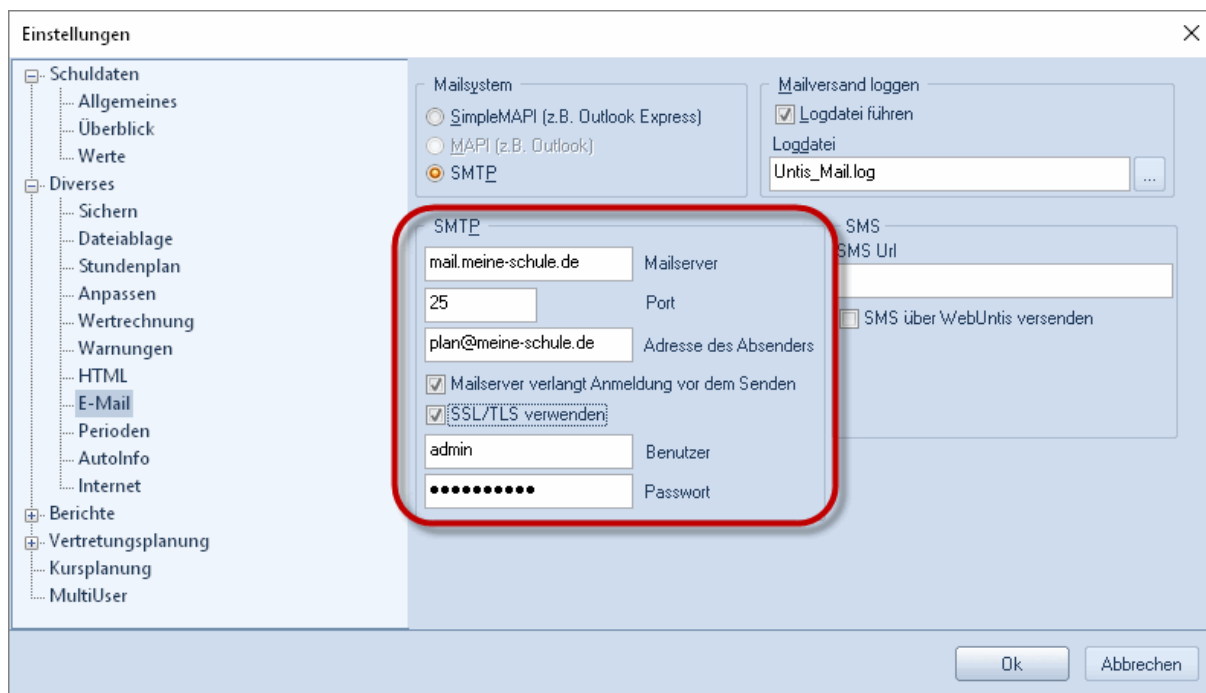 Einstellungen
Schuldaten
Allgemeines
Überblick
Werte
Diverses
Sichern
Dateiablage
Stundenplan
Anpassen
Wertrechnung
Warnungen
HTML
E-Mail
Perioden
AutoInfo
Internet
Berichte
Vertretungsplanung
Kursplanung
MultiUser
Mailsystem
SimpleMAPI (z.B. Outlook Express)
MAPI (z.B. Outlook)
SMTP
Mailversand loggen
Logdatei führen
Logdatei
Untis_Mail.log
...
SMTP
mail.meine-schule.de Mailserver
25 Port
plan@meine-schule.de Adresse des Absenders
Mailserver verlangt Anmeldung vor dem Senden
SSL/TLS verwenden
admin Benutzer
●●●●●●●●●● Passwort
SMS
SMS Url
SMS über WebUntis versenden
Ok Abbrechen